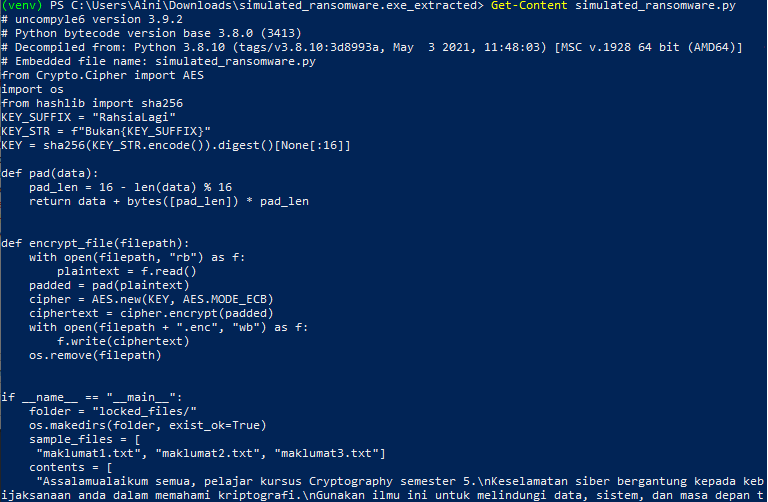 (venv) PS C:\Users\Aini\Downloads\simulated_ransomware.exe_extracted> Get-Content simulated_ransomware.py
# uncompyle6 version 3.9.2
# Python bytecode version base 3.8.0 (3413)
# Decompiled from: Python 3.8.10 (tags/v3.8.10:3d8993a, May  3 2021, 11:48:03) [MSC v.1928 64 bit (AMD64)]
# Embedded file name: simulated_ransomware.py
from Crypto.Cipher import AES
import os
from hashlib import sha256
KEY_SUFFIX = "RahsiaLagi"
KEY_STR = f"Bukan{KEY_SUFFIX}"
KEY = sha256(KEY_STR.encode()).digest()[None[:16]]
def pad(data):
    pad_len = 16 - len(data) % 16
    return data + bytes([pad_len]) * pad_len
def encrypt_file(filepath):
    with open(filepath, "rb") as f:
        plaintext = f.read()
    padded = pad(plaintext)
    cipher = AES.new(KEY, AES.MODE_ECB)
    ciphertext = cipher.encrypt(padded)
    with open(filepath + ".enc", "wb") as f:
        f.write(ciphertext)
    os.remove(filepath)
if __name__ == "__main__":
    folder = "locked_files/"
    os.makedirs(folder, exist_ok=True)
    sample_files = [
     "maklumat1.txt", "maklumat2.txt", "maklumat3.txt"]
    contents = [
     "Assalamualaikum semua, pelajar kursus Cryptography semester 5.\nKeselamatan siber bergantung kepada keb
ijaksanaan anda dalam memahami kriptografi.\nGunakan ilmu ini untuk melindungi data, sistem, dan masa depan t